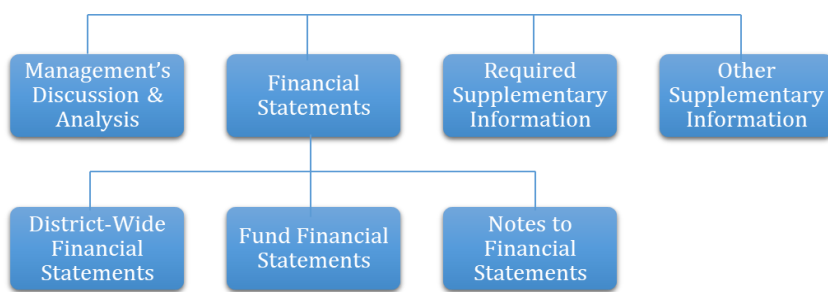 Management's
Discussion &
Analysis
Financial
Statements
Required
Supplementary
Information
Other
Supplementary
Information
District-Wide
Financial
Statements
Fund Financial
Statements
Notes to
Financial
Statements